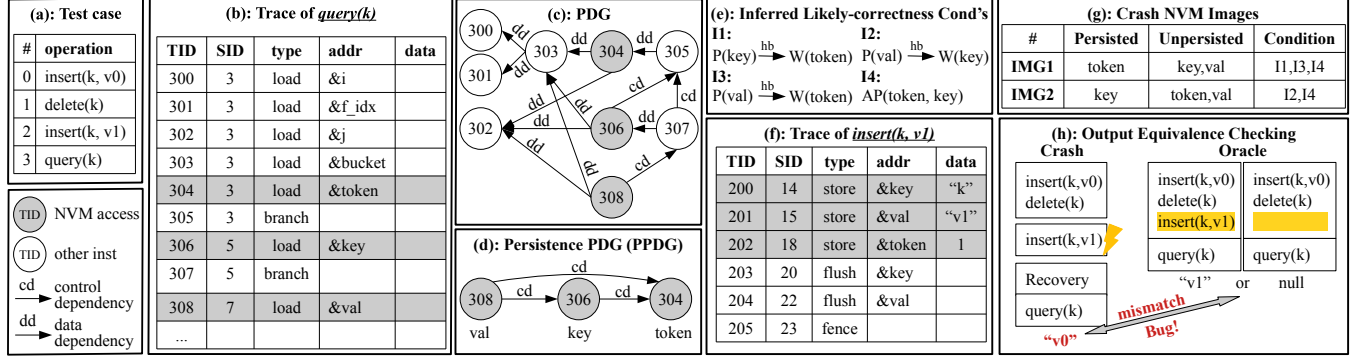 (a): Test case
# operation
0 insert(k, v0)
1 delete(k)
2 insert(k, v1)
3 query(k)
TID NVM access
TID other inst
cd control
dependency
dd data
dependency
(b): Trace of query(k)
TID SID type addr data
300 3 load &i
301 3 load &f_idx
302 3 load &j
303 3 load &bucket
304 3 load &token
305 3 branch
306 5 load &key
307 5 branch
308 7 load &val
...
(c): PDG
300 303 dd 304 dd 305
dd
301 dd
dd cd cd
302 dd 306 dd 307
dd dd cd
308
(d): Persistence PDG (PPDG)
cd
308 cd 306 cd 304
val key token
(e): Inferred Likely-correctness Cond's
I1: I2:
P(key) hb W(token) P(val) hb W(key)
I3: I4:
P(val) hb W(token) AP(token, key)
(f): Trace of insert(k, v1)
TID SID type addr data
200 14 store &key “k”
201 15 store &val “v1”
202 18 store &token 1
203 20 flush &key
204 22 flush &val
205 23 fence
(g): Crash NVM Images
# Persisted Unpersisted Condition
IMG1 token key,val I1,I3,I4
IMG2 key token,val I2,I4
(h): Output Equivalence Checking
Crash Oracle
insert(k,v0) insert(k,v0) insert(k,v0)
delete(k) delete(k) delete(k)
insert(k,v1) insert(k,v1)
Recovery query(k) query(k)
query(k) “v1” or null
“v0” mismatch
Bug!